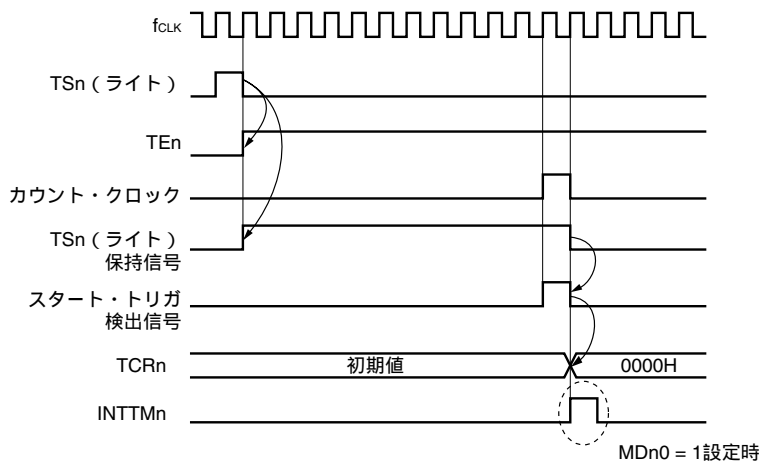 fCLK
TSn（ライト）
TEn
カウント・クロック
TSn（ライト）
保持信号
スタート・トリガ
検出信号
TCRn
初期値
0000H
INTTMn
MDn0 = 1設定時